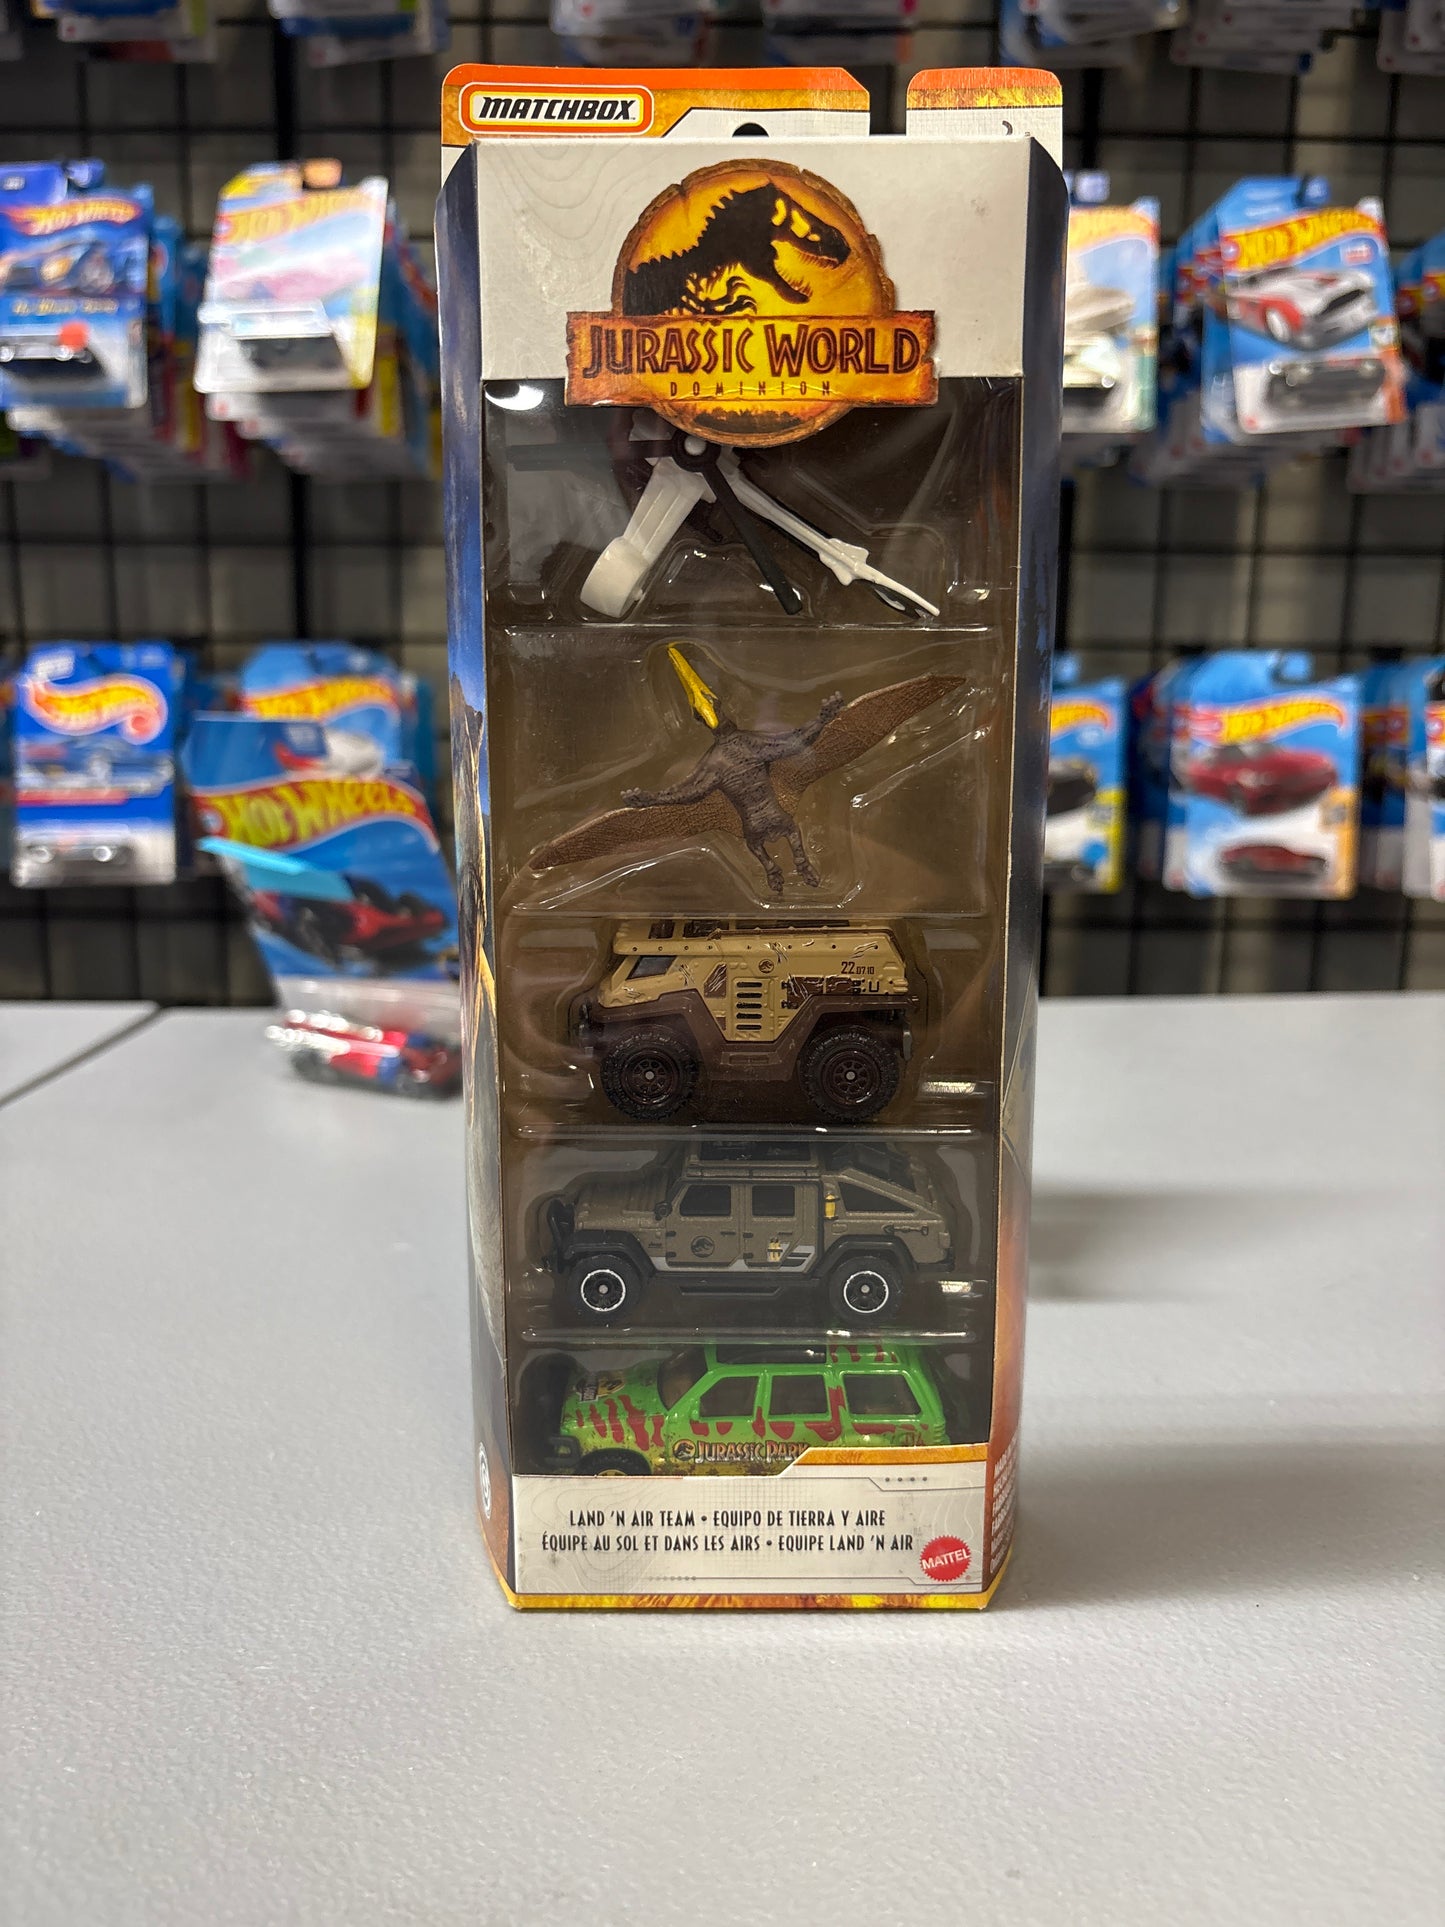 MATCHBOX
JURASSIC WORLD
DOMINION
22 07.10
U
JURASSIC PARK
LAND 'N AIR TEAM • EQUIPO DE TIERRA Y AIRE
ÉQUIPE AU SOL ET DANS LES AIRS • EQUIPE LAND 'N AIR
MATTEL
HOT WHEELS
HOT WHEELS
HOT WHEELS
HOT WHEELS
HOT WHEELS
HOT WHEELS
HOT WHEELS